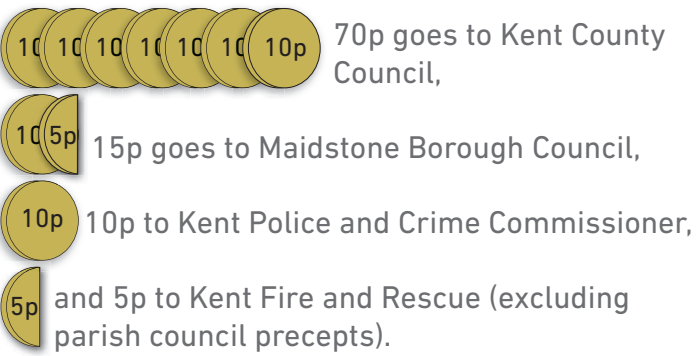 10 10 10 10 10 10 10p 70p goes to Kent County
Council,
10 5p 15p goes to Maidstone Borough Council,
10p 10p to Kent Police and Crime Commissioner,
5p and 5p to Kent Fire and Rescue (excluding
parish council precepts).